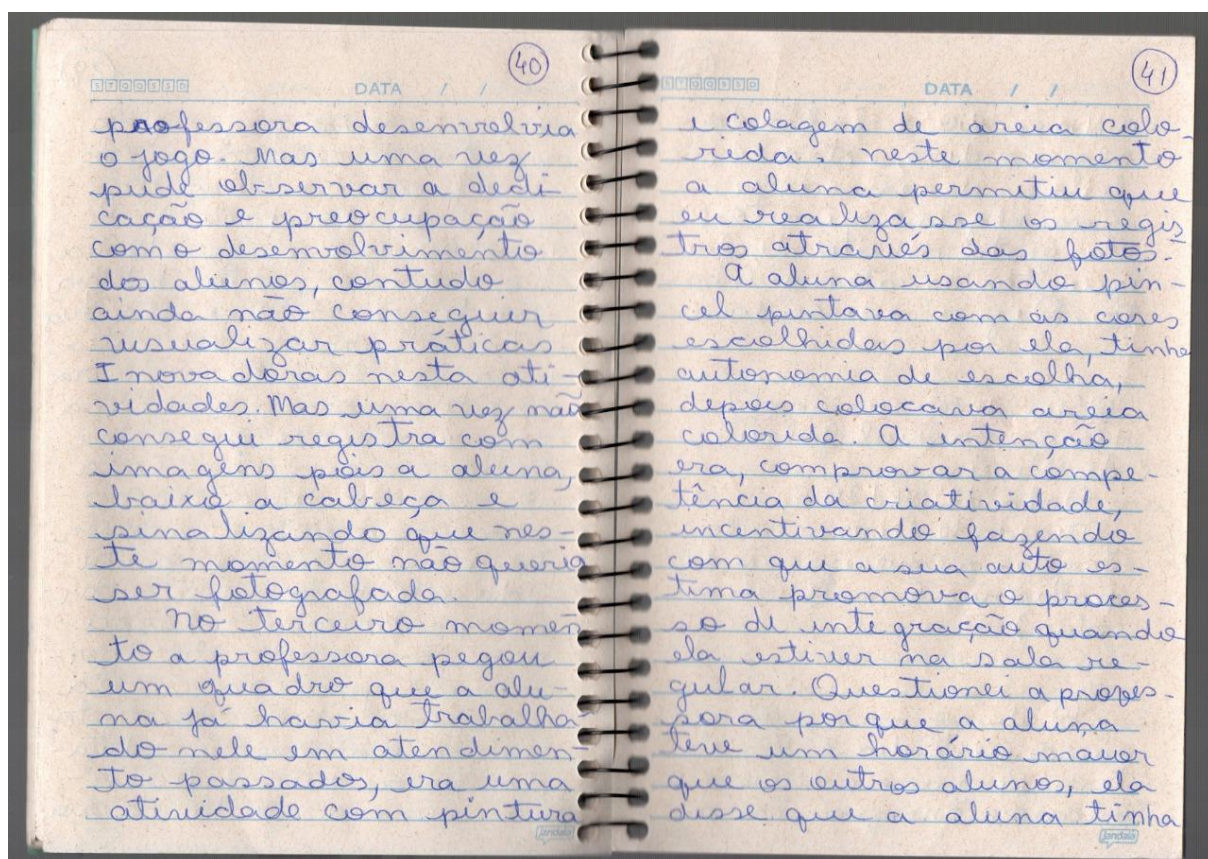 40
S T Q Q S S D
DATA / /
professora desenvolvia
o jogo. Mas uma vez
pude observar a dedi
cação e preocupação
com o desenvolvimento
dos alunos, contudo
ainda não conseguir
visualizar práticas
Inovadoras nesta ati-
vidades. Mas uma vez não
consegui registra com
imagens pois a aluna,
baixa a cabeça e
sinalizando que nes-
te momento não queria
ser fotografada.
No terceiro momen
to a professora pegou
um quadro que a alu-
na já havia trabalha-
do nele em atendimen-
to passados, era uma
atividade com pintura
jandaia
41
S T Q Q S S D
DATA / /
e colagem de areia colo-
rida. neste momento
a aluna permitiu que
eu realizasse os regis
tros através das fotos.
A aluna usando pin-
cel pintava com as cores
escolhidas por ela, tinha
autonomia de escolha,
depois colocava areia
colorida. A intenção
era, comprovar a compe-
tência da criatividade,
incentivando fazendo
com que a sua auto es-
tima promova o proces-
so de integração quando
ela estiver na sala re-
gular. Questionei a profes-
sora por que a aluna
teve um horário maior
que os outros alunos, ela
disse que a aluna tinha
jandaia